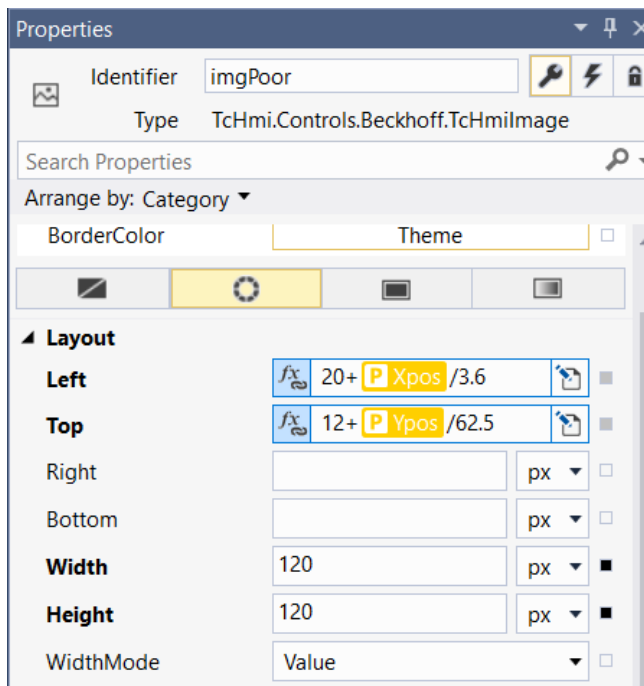 Properties
Identifier imgPoor
Type TcHmi.Controls.Beckhoff.TcHmiImage
Search Properties
Arrange by: Category
BorderColor Theme
Layout
Left fx 20+ P Xpos /3.6
Top fx 12+ P Ypos /62.5
Right px
Bottom px
Width 120 px
Height 120 px
WidthMode Value